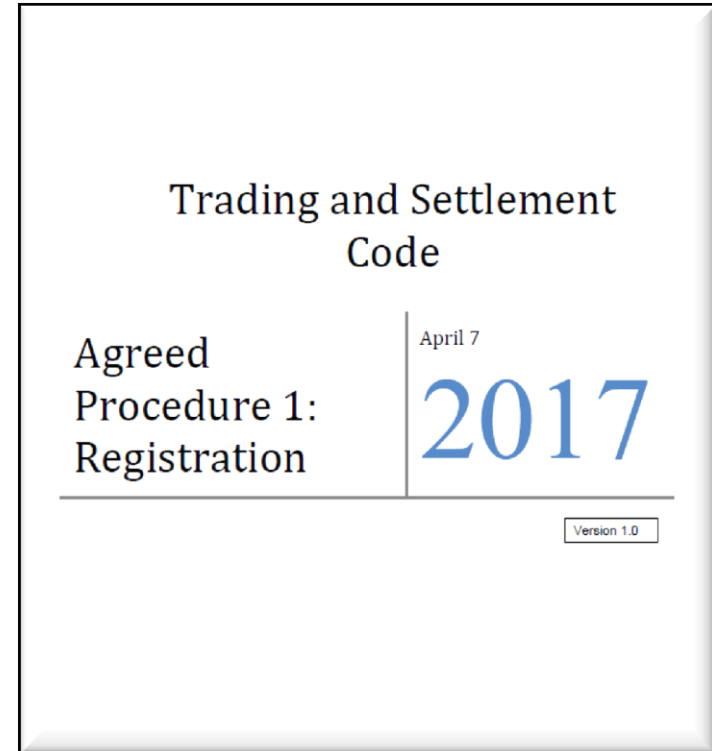 Trading and Settlement
Code
Agreed
Procedure 1:
Registration
April 7
2017
Version 1.0